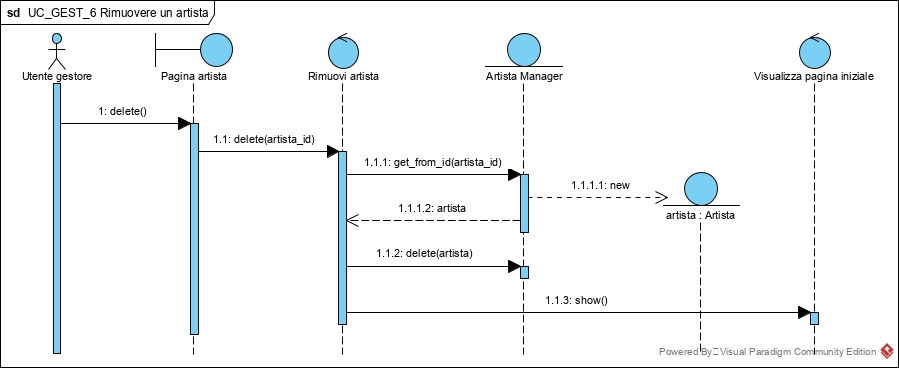 sd UC_GEST_6 Rimuovere un artista
Utente gestore
Pagina artista
Rimuovi artista
Artista Manager
Visualizza pagina iniziale
1: delete()
1.1: delete(artista_id)
1.1.1: get_from_id(artista_id)
1.1.1.1: new
artista : Artista
1.1.1.2: artista
1.1.2: delete(artista)
1.1.3: show()
Powered By Visual Paradigm Community Edition